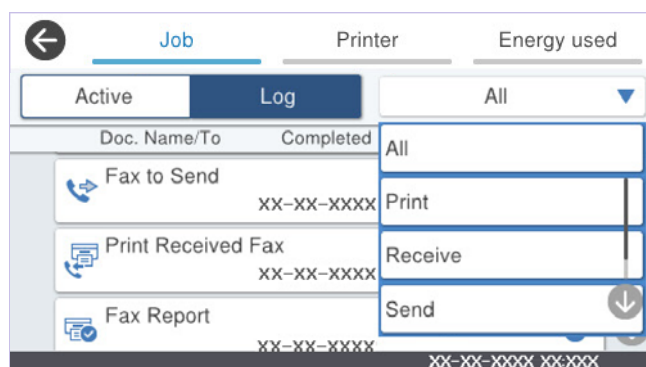 Job Printer Energy used
Active Log All
Doc. Name/To Completed
All
Fax to Send
XX-XX-XXXX
Print
Print Received Fax
XX-XX-XXXX
Receive
Fax Report
XX-XX-XXXX
Send
XX-XX-XXXX XX:XXX